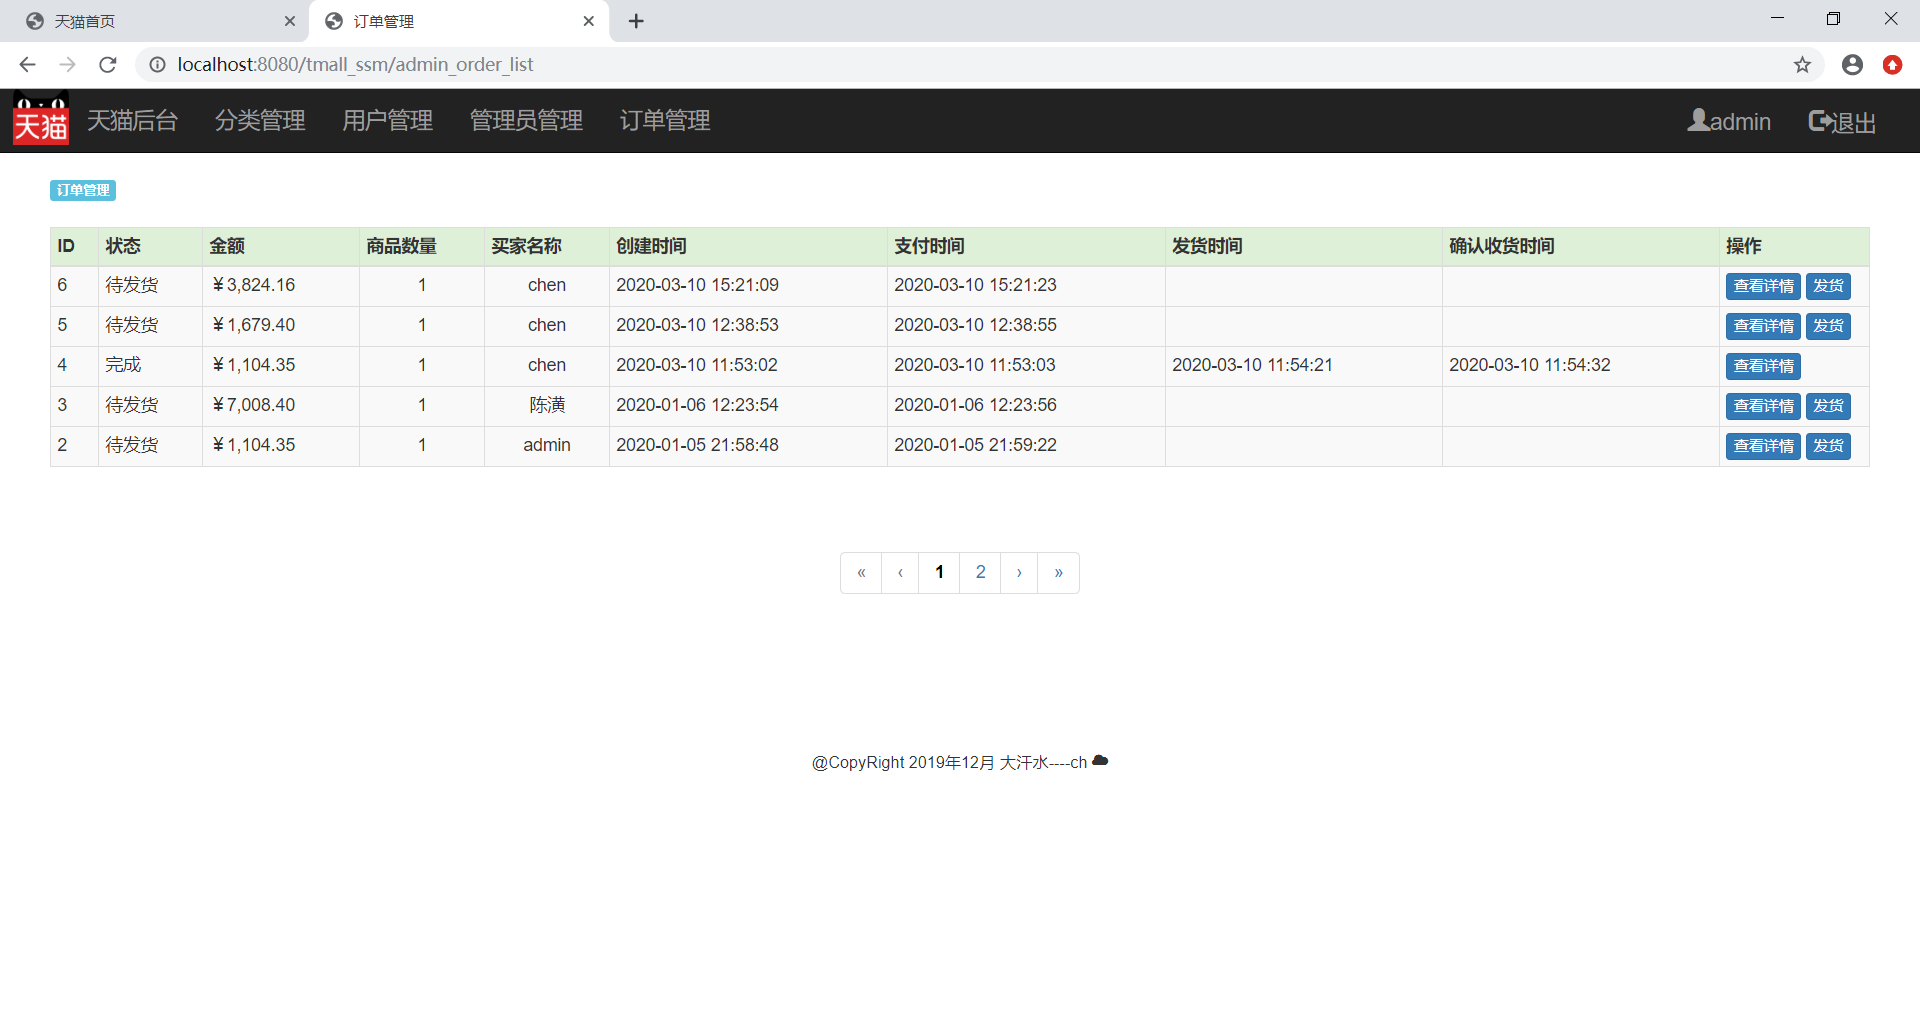 天猫首页
订单管理
localhost:8080/tmall_ssm/admin_order_list
天猫 天猫后台 分类管理 用户管理 管理员管理 订单管理 admin 退出
订单管理
ID 状态 金额 商品数量 买家名称 创建时间 支付时间 发货时间 确认收货时间 操作
6 待发货 ¥3,824.16 1 chen 2020-03-10 15:21:09 2020-03-10 15:21:23 查看详情 发货
5 待发货 ¥1,679.40 1 chen 2020-03-10 12:38:53 2020-03-10 12:38:55 查看详情 发货
4 完成 ¥1,104.35 1 chen 2020-03-10 11:53:02 2020-03-10 11:53:03 2020-03-10 11:54:21 2020-03-10 11:54:32 查看详情
3 待发货 ¥7,008.40 1 陈潢 2020-01-06 12:23:54 2020-01-06 12:23:56 查看详情 发货
2 待发货 ¥1,104.35 1 admin 2020-01-05 21:58:48 2020-01-05 21:59:22 查看详情 发货
« ‹ 1 2 › »
@CopyRight 2019年12月 大汗水----ch